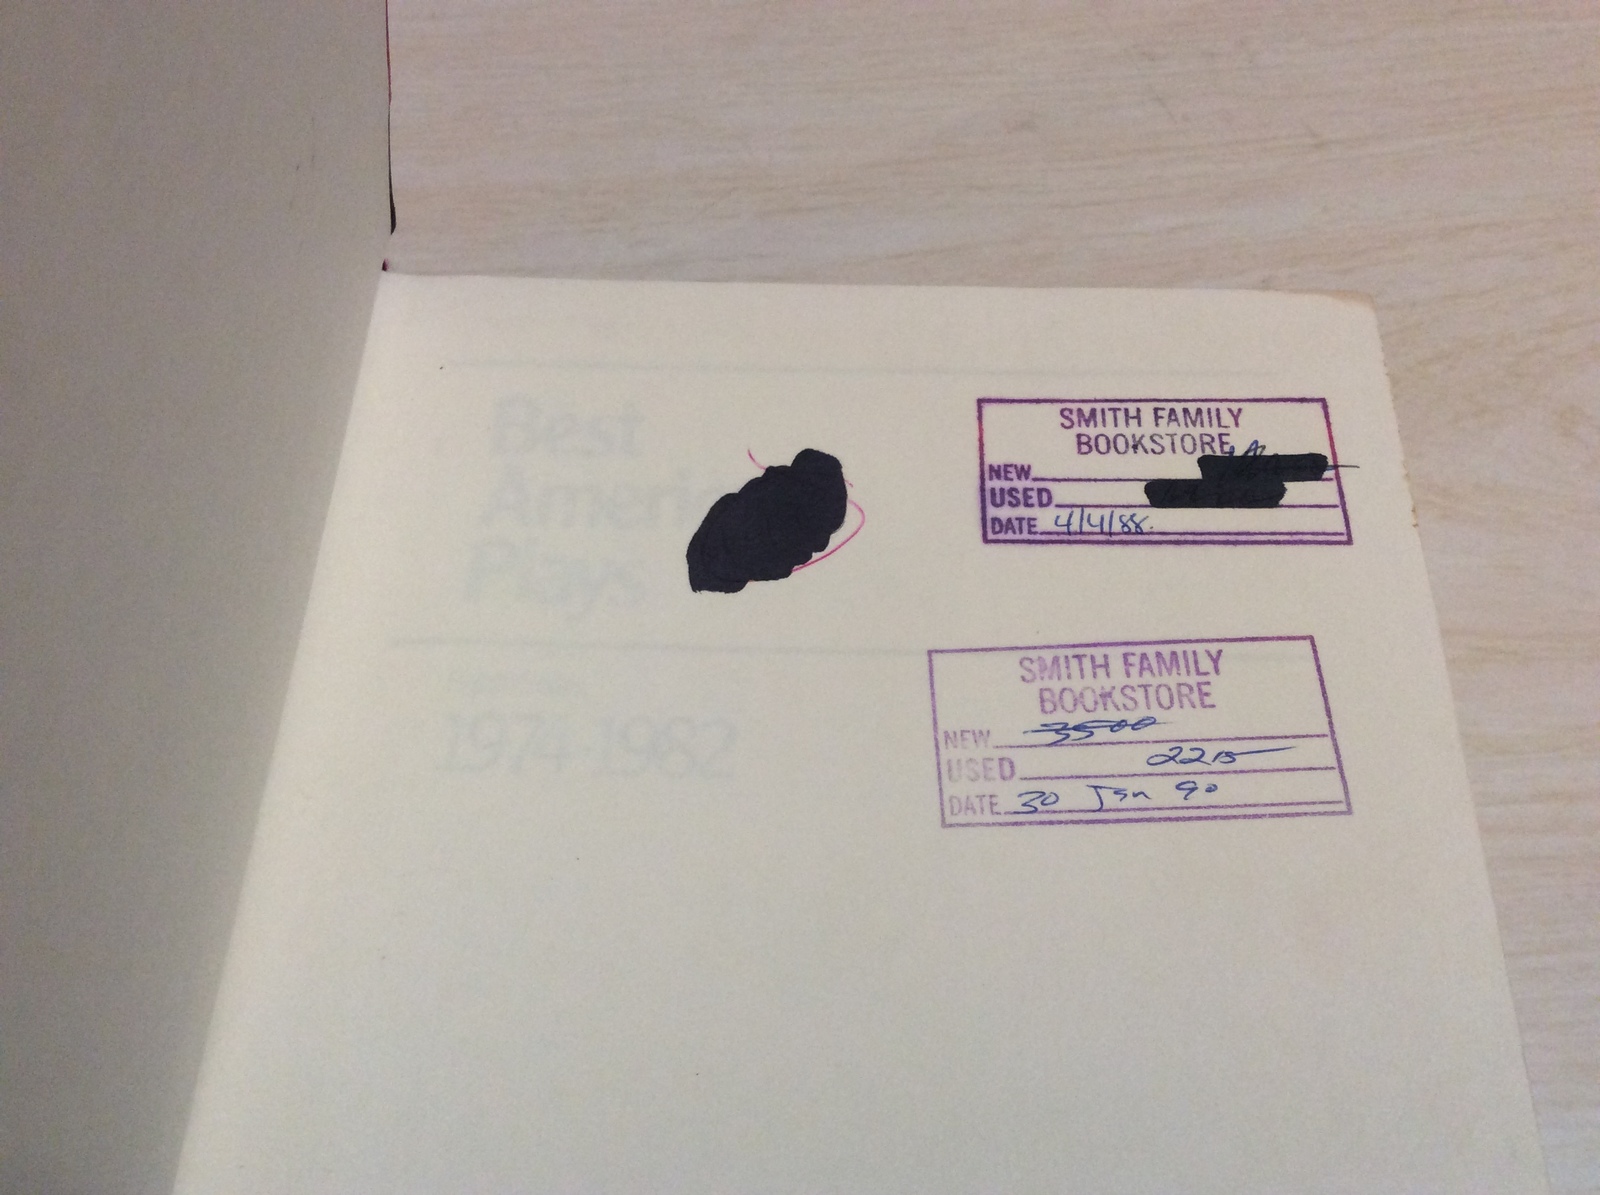 Best
Ameri
Plays
1974-1982
SMITH FAMILY
BOOKSTORE
NEW
USED
DATE 4/4/88.
SMITH FAMILY
BOOKSTORE
NEW 3500
USED 2215
DATE 30 Jan 90